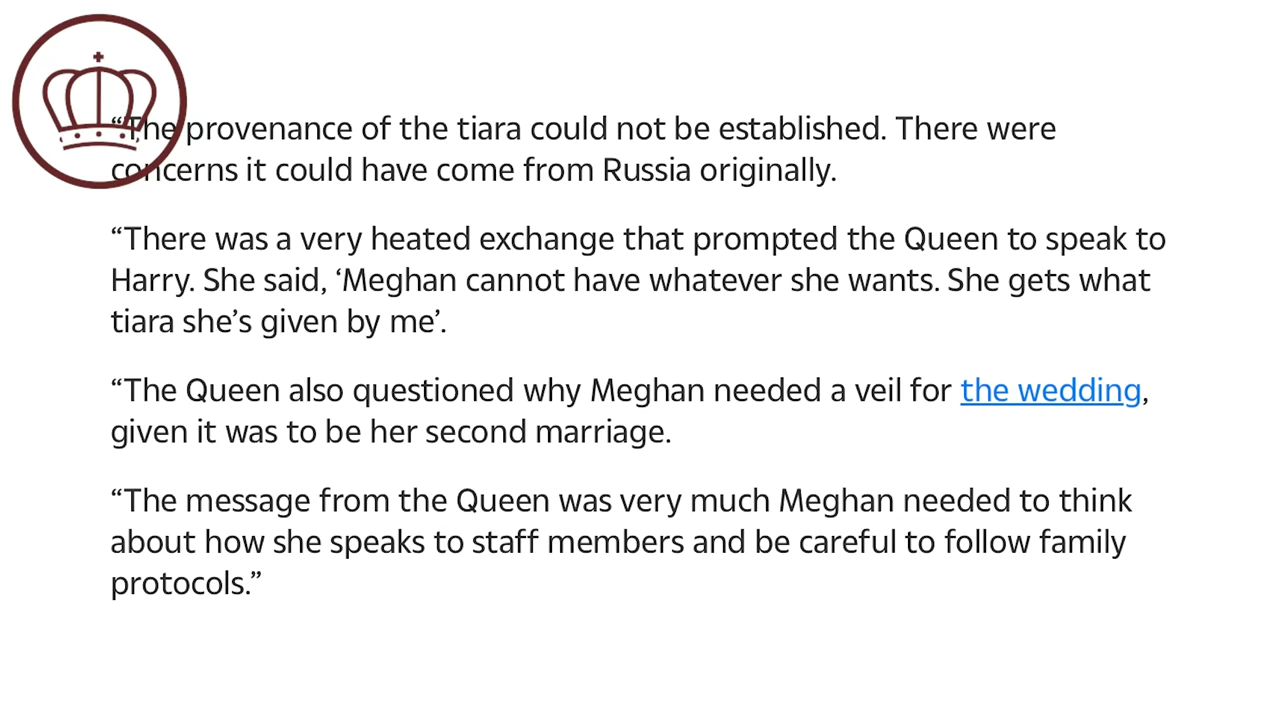 “The provenance of the tiara could not be established. There were
concerns it could have come from Russia originally.
“There was a very heated exchange that prompted the Queen to speak to
Harry. She said, ‘Meghan cannot have whatever she wants. She gets what
tiara she’s given by me’.
“The Queen also questioned why Meghan needed a veil for the wedding,
given it was to be her second marriage.
“The message from the Queen was very much Meghan needed to think
about how she speaks to staff members and be careful to follow family
protocols.”